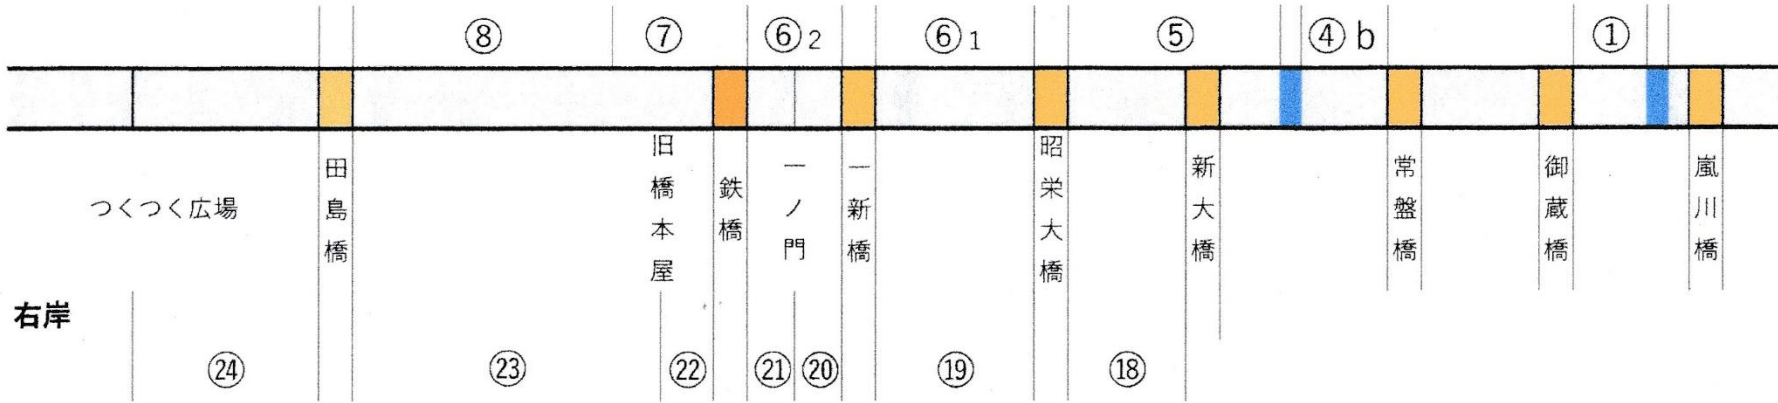 ⑧ ⑦ ⑥2 ⑥1 ⑤ ④b ①
つくつく広場
田島橋
旧橋本屋
鉄橋
一ノ門
一新橋
昭栄大橋
新大橋
常盤橋
御蔵橋
嵐川橋
右岸
㉔ ㉓ ㉒ ㉑ ⑳ ⑲ ⑱